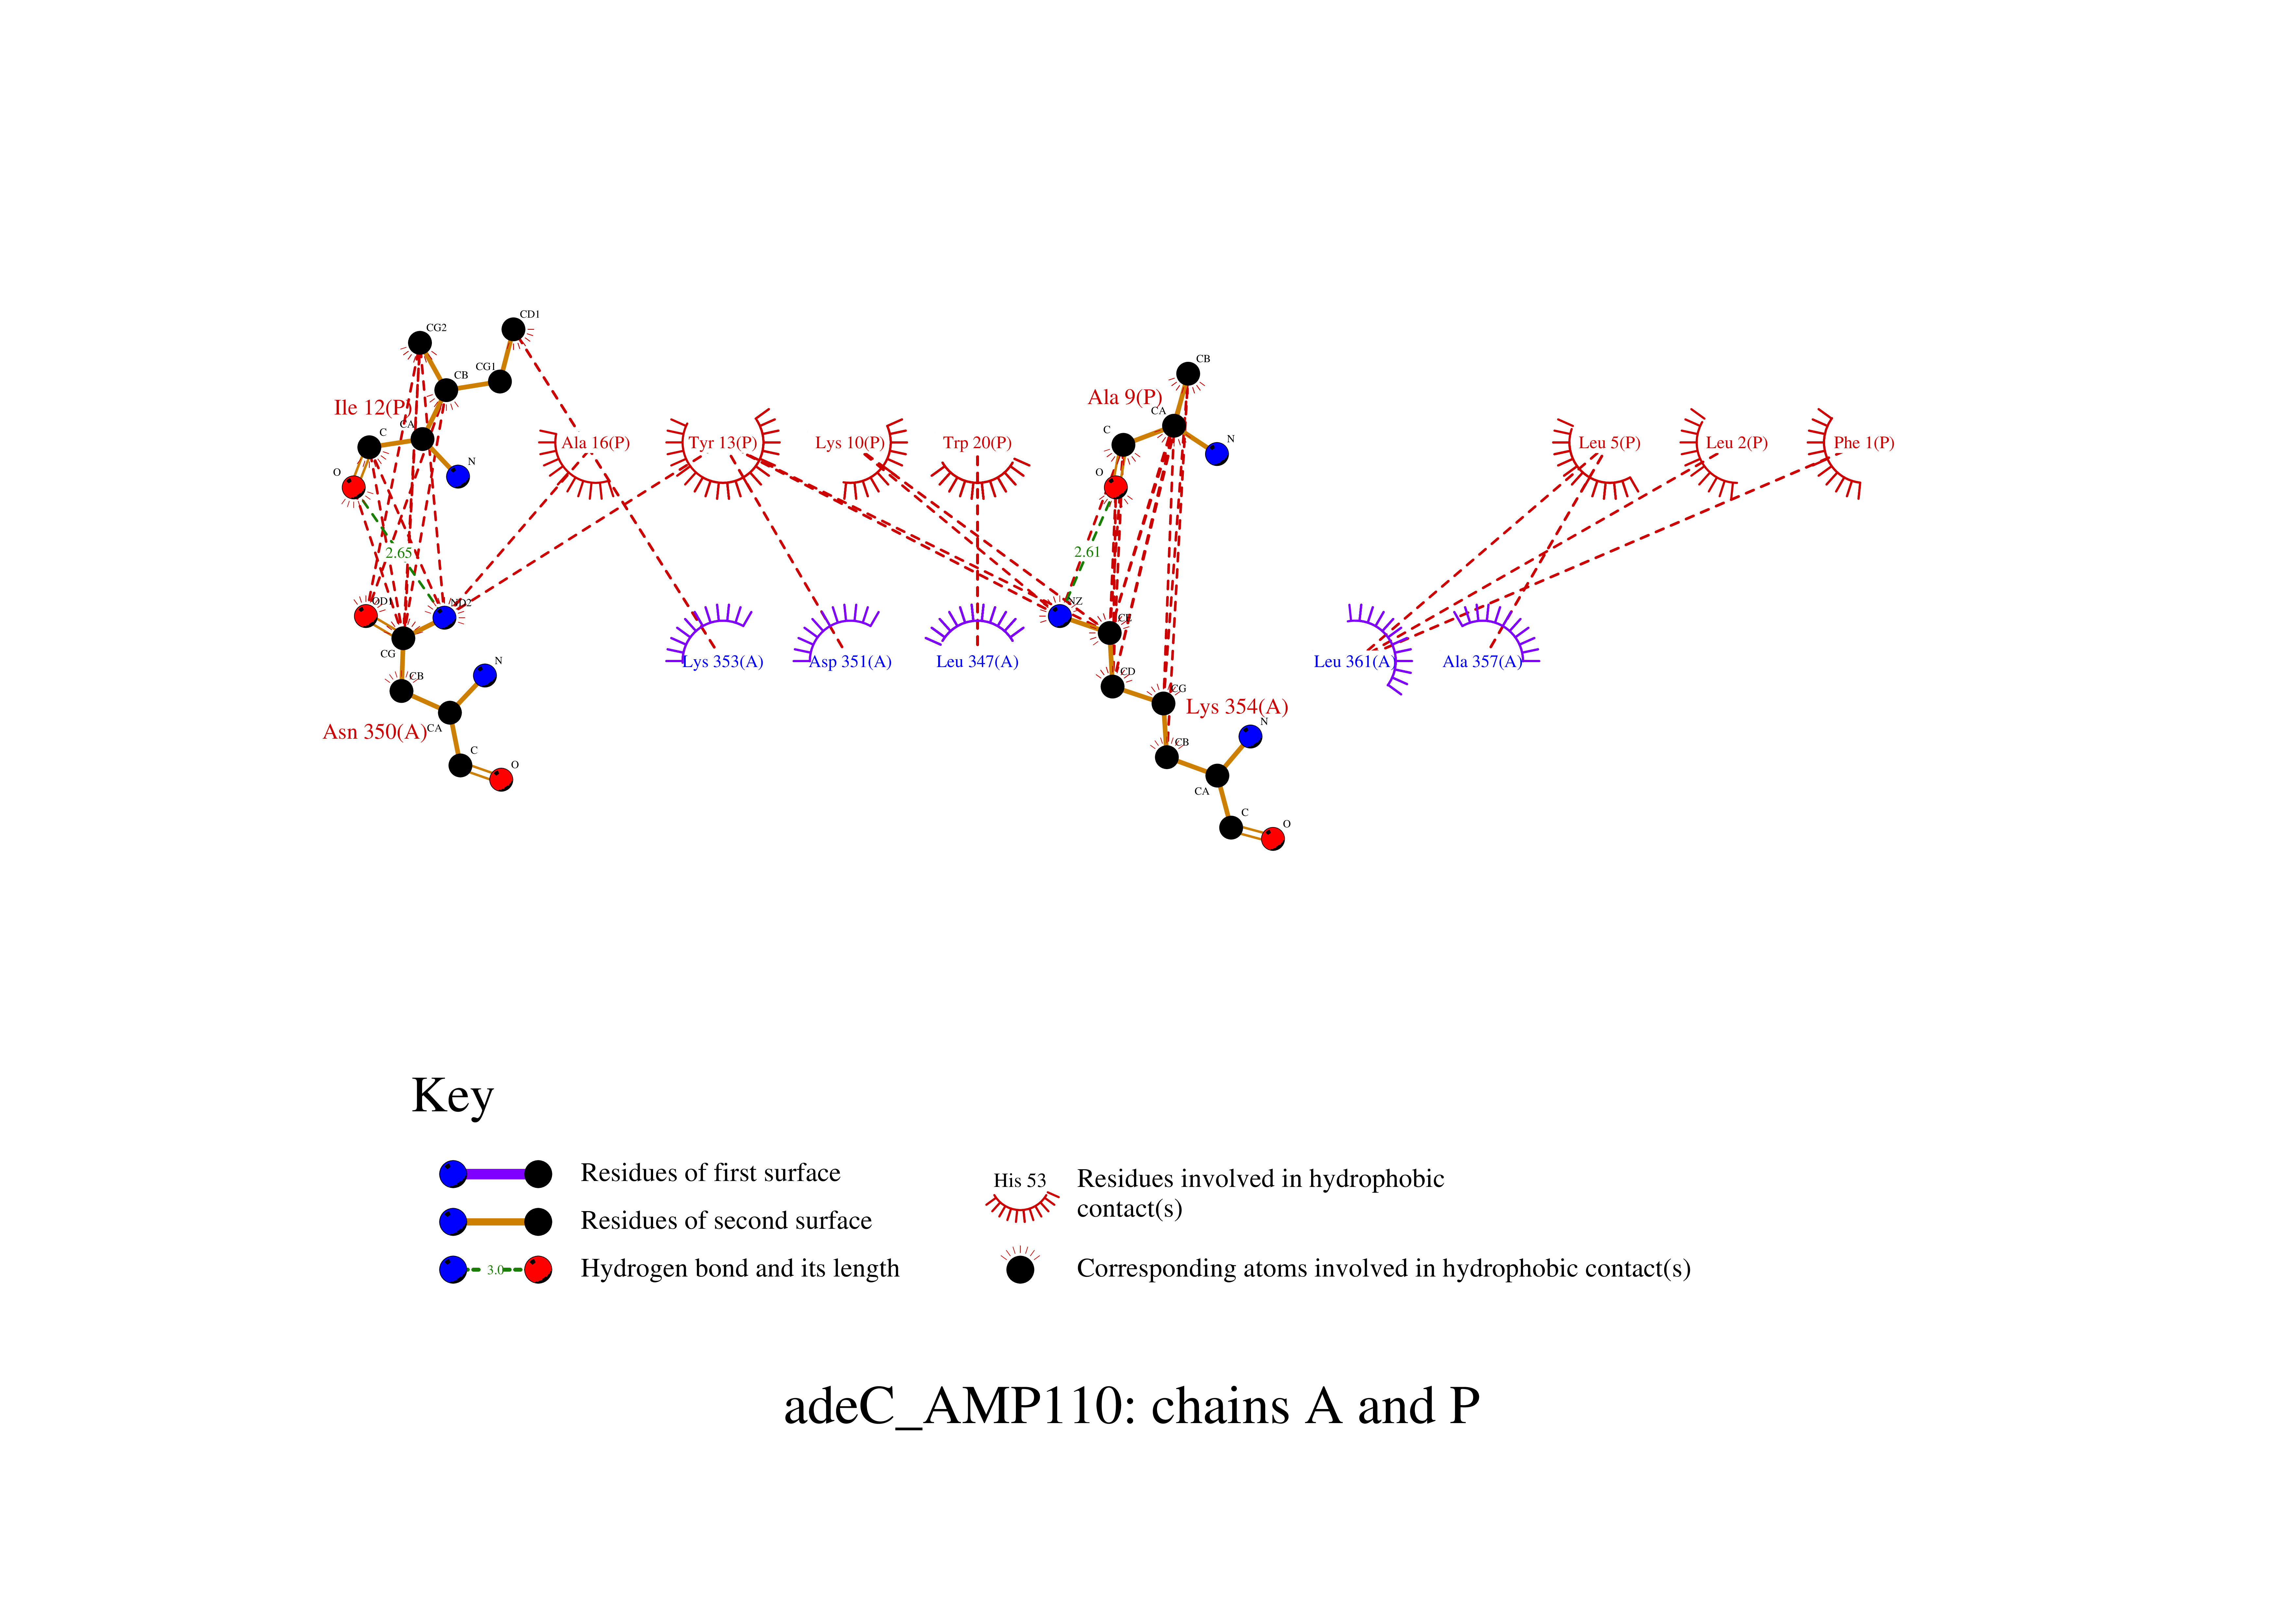 CD1
CG2
CG1
CB
CB
Ile 12(P)
Ala 9(P)
CA
CA
C
C
N
N
Ala 16(P)
Tyr 13(P)
Lys 10(P)
Trp 20(P)
Leu 5(P)
Leu 2(P)
Phe 1(P)
O
O
2.65
2.61
OD1
ND2
NZ
CE
CG
N
Lys 353(A)
Asp 351(A)
Leu 347(A)
Leu 361(A)
Ala 357(A)
CB
CD
CG
Lys 354(A)
Asn 350(A)
CA
N
C
CB
O
CA
C
O
Key
Residues of first surface
Residues of second surface
3.0
Hydrogen bond and its length
His 53
Residues involved in hydrophobic
contact(s)
Corresponding atoms involved in hydrophobic contact(s)
adeC_AMP110: chains A and P